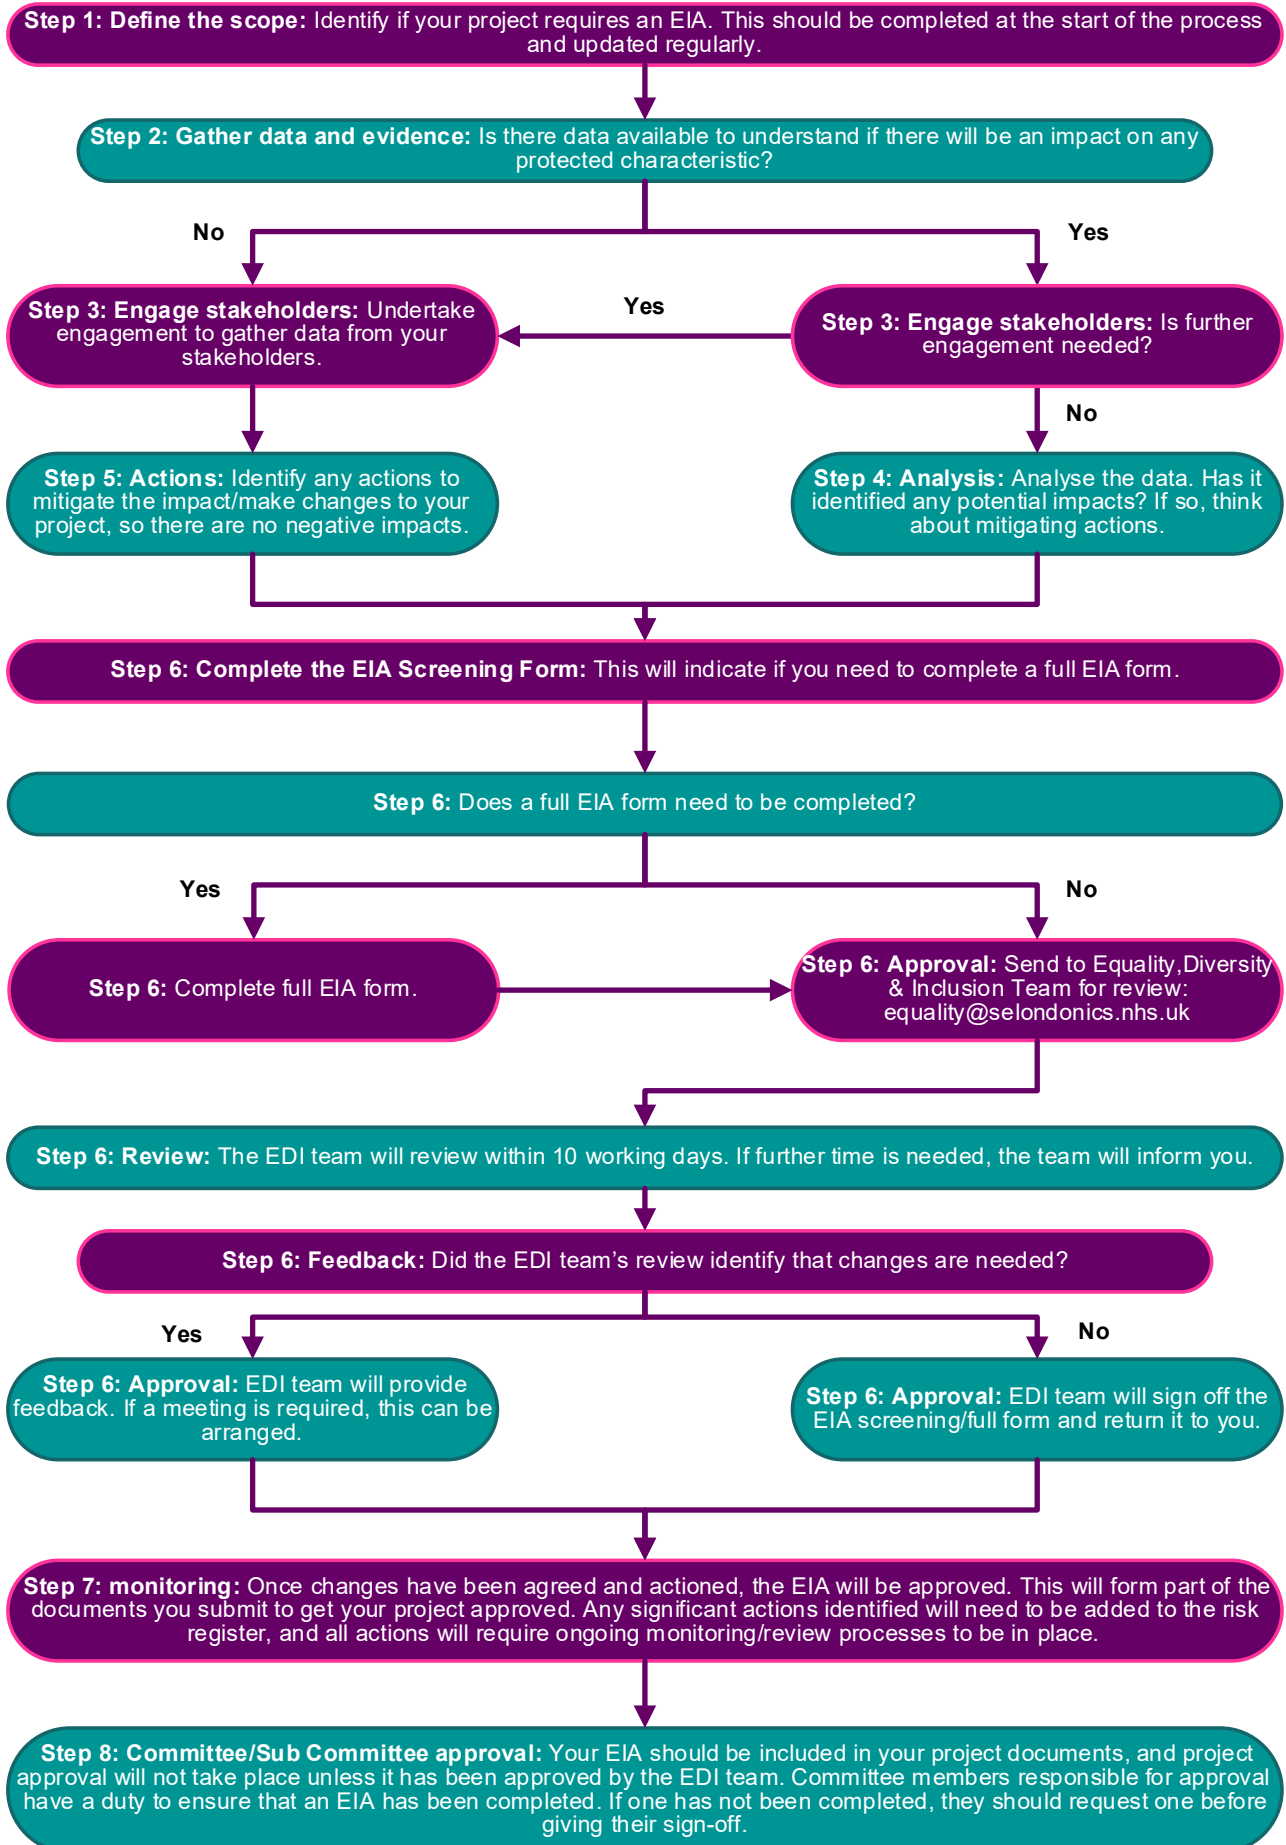 Step 1: Define the scope: Identify if your project requires an EIA. This should be completed at the start of the process
and updated regularly.
Step 2: Gather data and evidence: Is there data available to understand if there will be an impact on any
protected characteristic?
No
Yes
Step 3: Engage stakeholders: Undertake
engagement to gather data from your
stakeholders.
Yes
Step 3: Engage stakeholders: Is further
engagement needed?
No
Step 5: Actions: Identify any actions to
mitigate the impact/make changes to your
project, so there are no negative impacts.
Step 4: Analysis: Analyse the data. Has it
identified any potential impacts? If so, think
about mitigating actions.
Step 6: Complete the EIA Screening Form: This will indicate if you need to complete a full EIA form.
Step 6: Does a full EIA form need to be completed?
Yes
No
Step 6: Complete full EIA form.
Step 6: Approval: Send to Equality,Diversity
& Inclusion Team for review:
equality@selondonics.nhs.uk
Step 6: Review: The EDI team will review within 10 working days. If further time is needed, the team will inform you.
Step 6: Feedback: Did the EDI team’s review identify that changes are needed?
Yes
No
Step 6: Approval: EDI team will provide
feedback. If a meeting is required, this can be
arranged.
Step 6: Approval: EDI team will sign off the
EIA screening/full form and return it to you.
Step 7: monitoring: Once changes have been agreed and actioned, the EIA will be approved. This will form part of the
documents you submit to get your project approved. Any significant actions identified will need to be added to the risk
register, and all actions will require ongoing monitoring/review processes to be in place.
Step 8: Committee/Sub Committee approval: Your EIA should be included in your project documents, and project
approval will not take place unless it has been approved by the EDI team. Committee members responsible for approval
have a duty to ensure that an EIA has been completed. If one has not been completed, they should request one before
giving their sign-off.